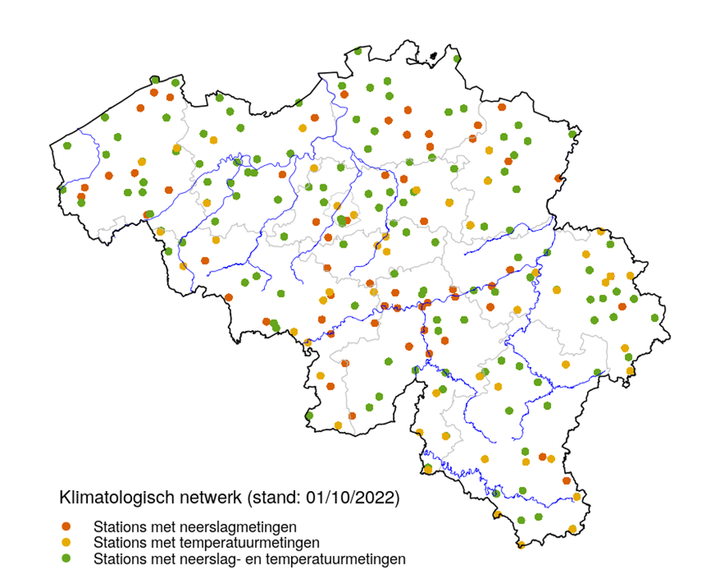 Klimatologisch netwerk (stand: 01/10/2022)
Stations met neerslagmetingen
Stations met temperatuurmetingen
Stations met neerslag- en temperatuurmetingen